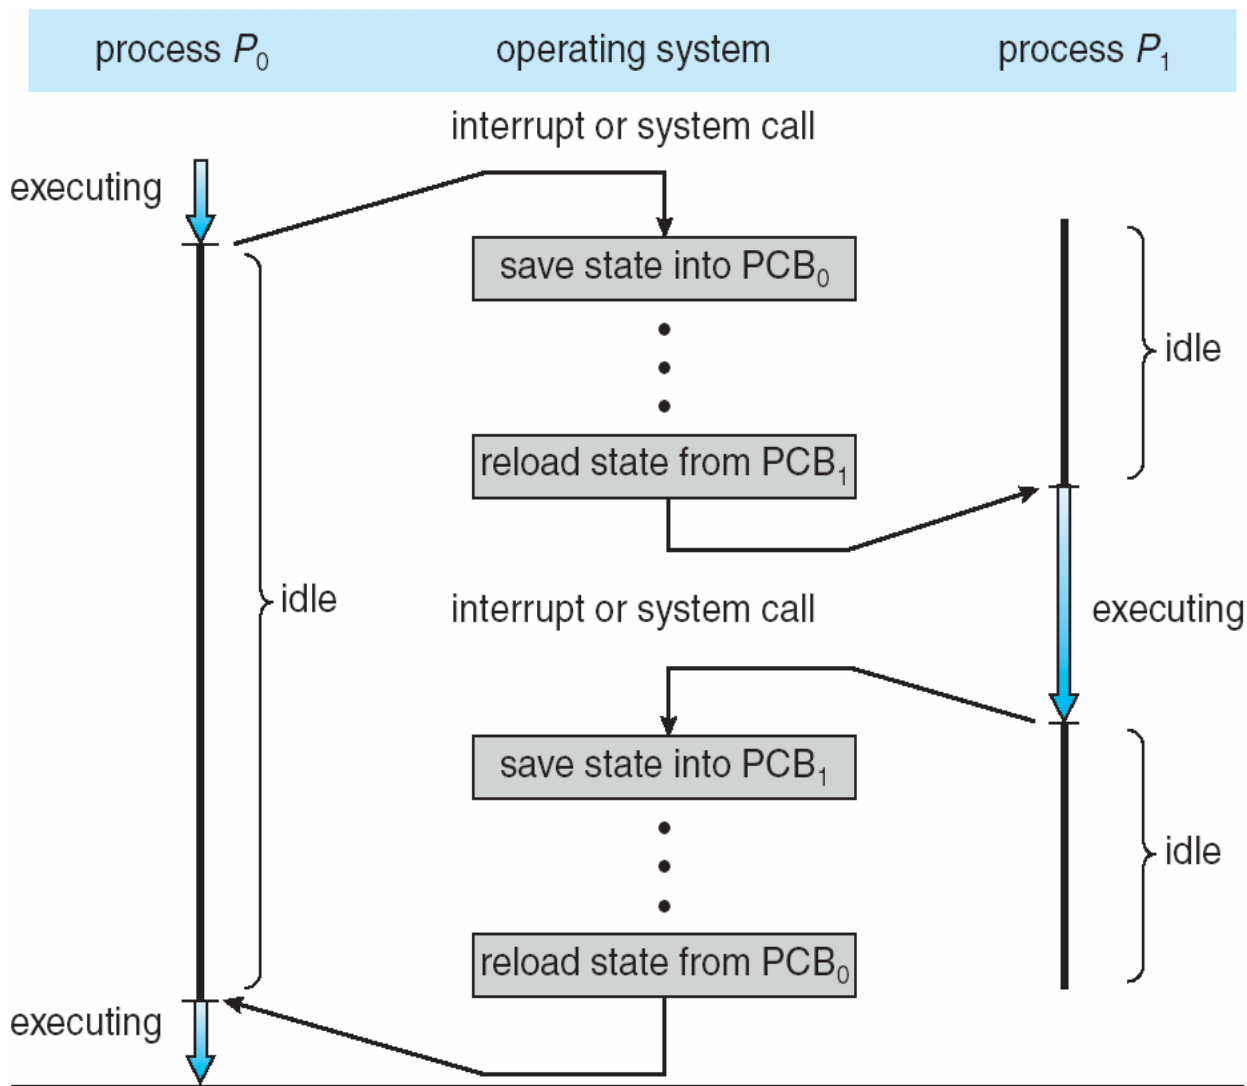 process P₀ operating system process P₁
interrupt or system call
executing
save state into PCB₀
idle
reload state from PCB₁
idle
interrupt or system call
executing
save state into PCB₁
idle
reload state from PCB₀
executing